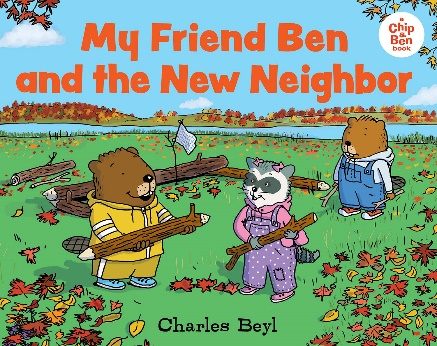 My Friend Ben
and the New Neighbor
a
Chip
&
Ben
book
Charles Beyl